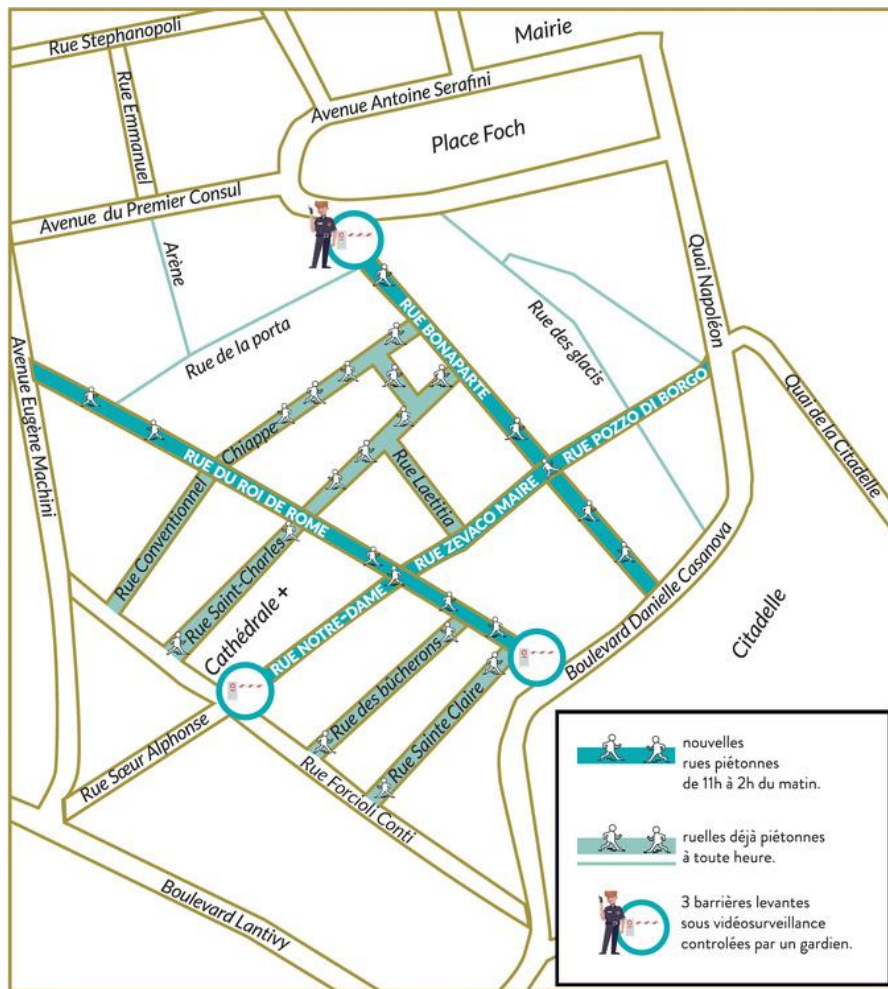 Rue Stephanopoli
Mairie
Rue Emmanuel
Avenue Antoine Serafini
Place Foch
Avenue du Premier Consul
Arène
Quai Napoléon
Rue de la porta
RUE BONAPARTE
Rue des glacis
Avenue Eugène Machini
Quai de la Citadelle
RUE POZZO DI BORGO
Chiappe
Rue Conventionnel
RUE DU ROI DE ROME
Rue Laetitia
RUE ZEVACO MAIRE
Rue Saint-Charles
Cathédrale +
RUE NOTRE-DAME
Boulevard Danielle Casanova
Citadelle
Rue des bûcherons
Rue Sainte Claire
Rue Sœur Alphonse
Rue Forcioli Conti
Boulevard Lantivy
nouvelles
rues piétonnes
de 11h à 2h du matin.
ruelles déjà piétonnes
à toute heure.
3 barrières levantes
sous vidéosurveillance
controlées par un gardien.